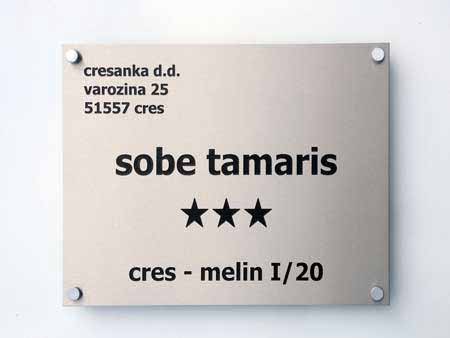 cresanka d.d.
varozina 25
51557 cres
sobe tamaris
★★★
cres - melin I/20